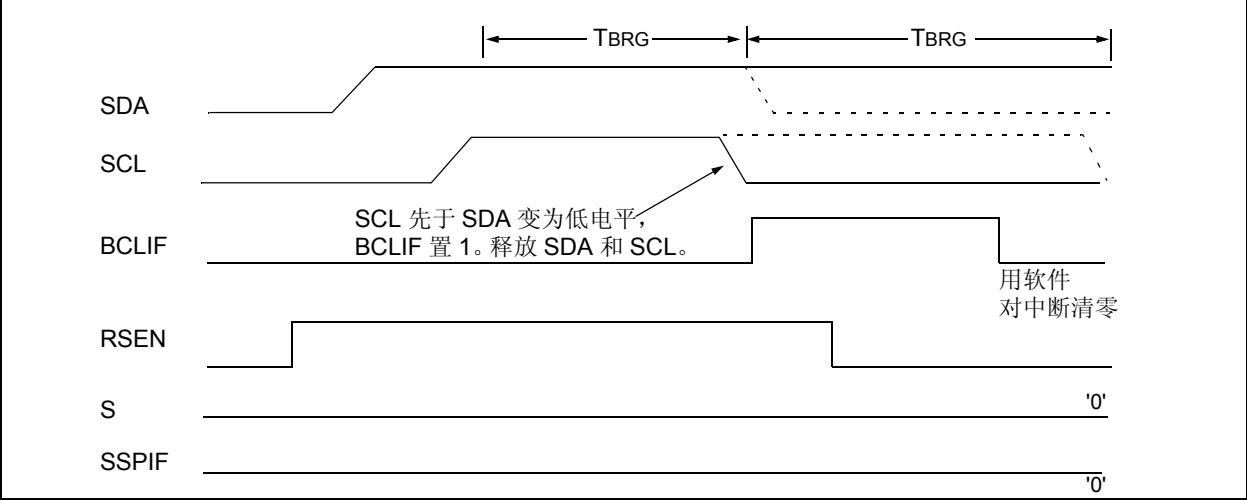 TBRG TBRG
SDA
SCL
SCL 先于 SDA 变为低电平,
BCLIF 置 1。释放 SDA 和 SCL。
BCLIF
用软件
对中断清零
RSEN
S '0'
SSPIF '0'